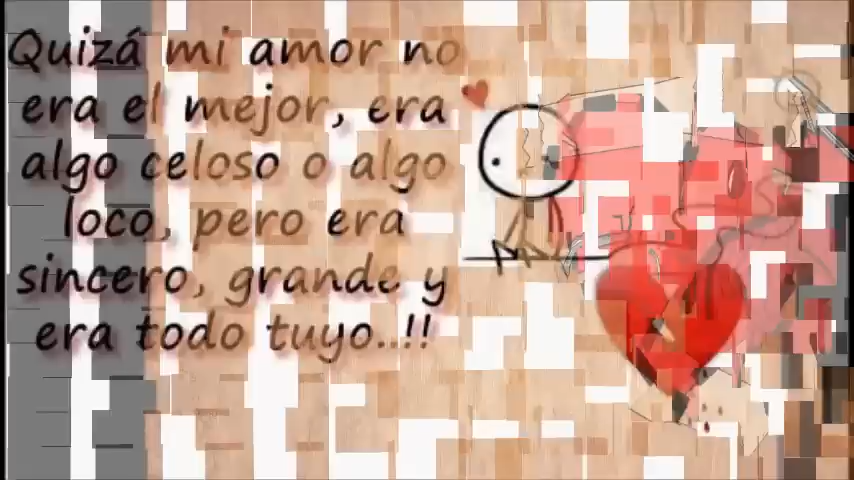 Quizá mi amor no
era el mejor, era
algo celoso o algo
loco, pero era
sincero, grande y
era todo tuyo..!!